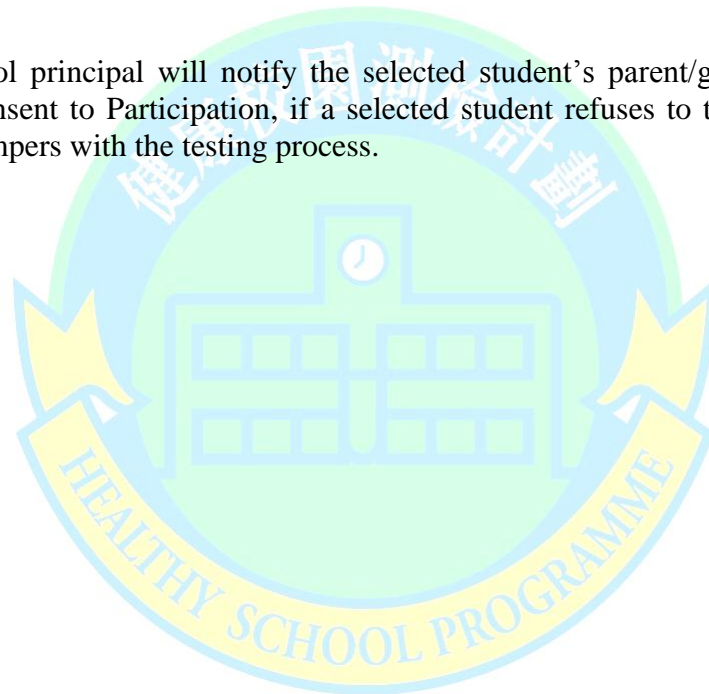 ol principal will notify the selected student’s parent/g
nsent to Participation, if a selected student refuses to t
npers with the testing process.
健康校園測檢計劃
HEALTHY SCHOOL PROGRAMME